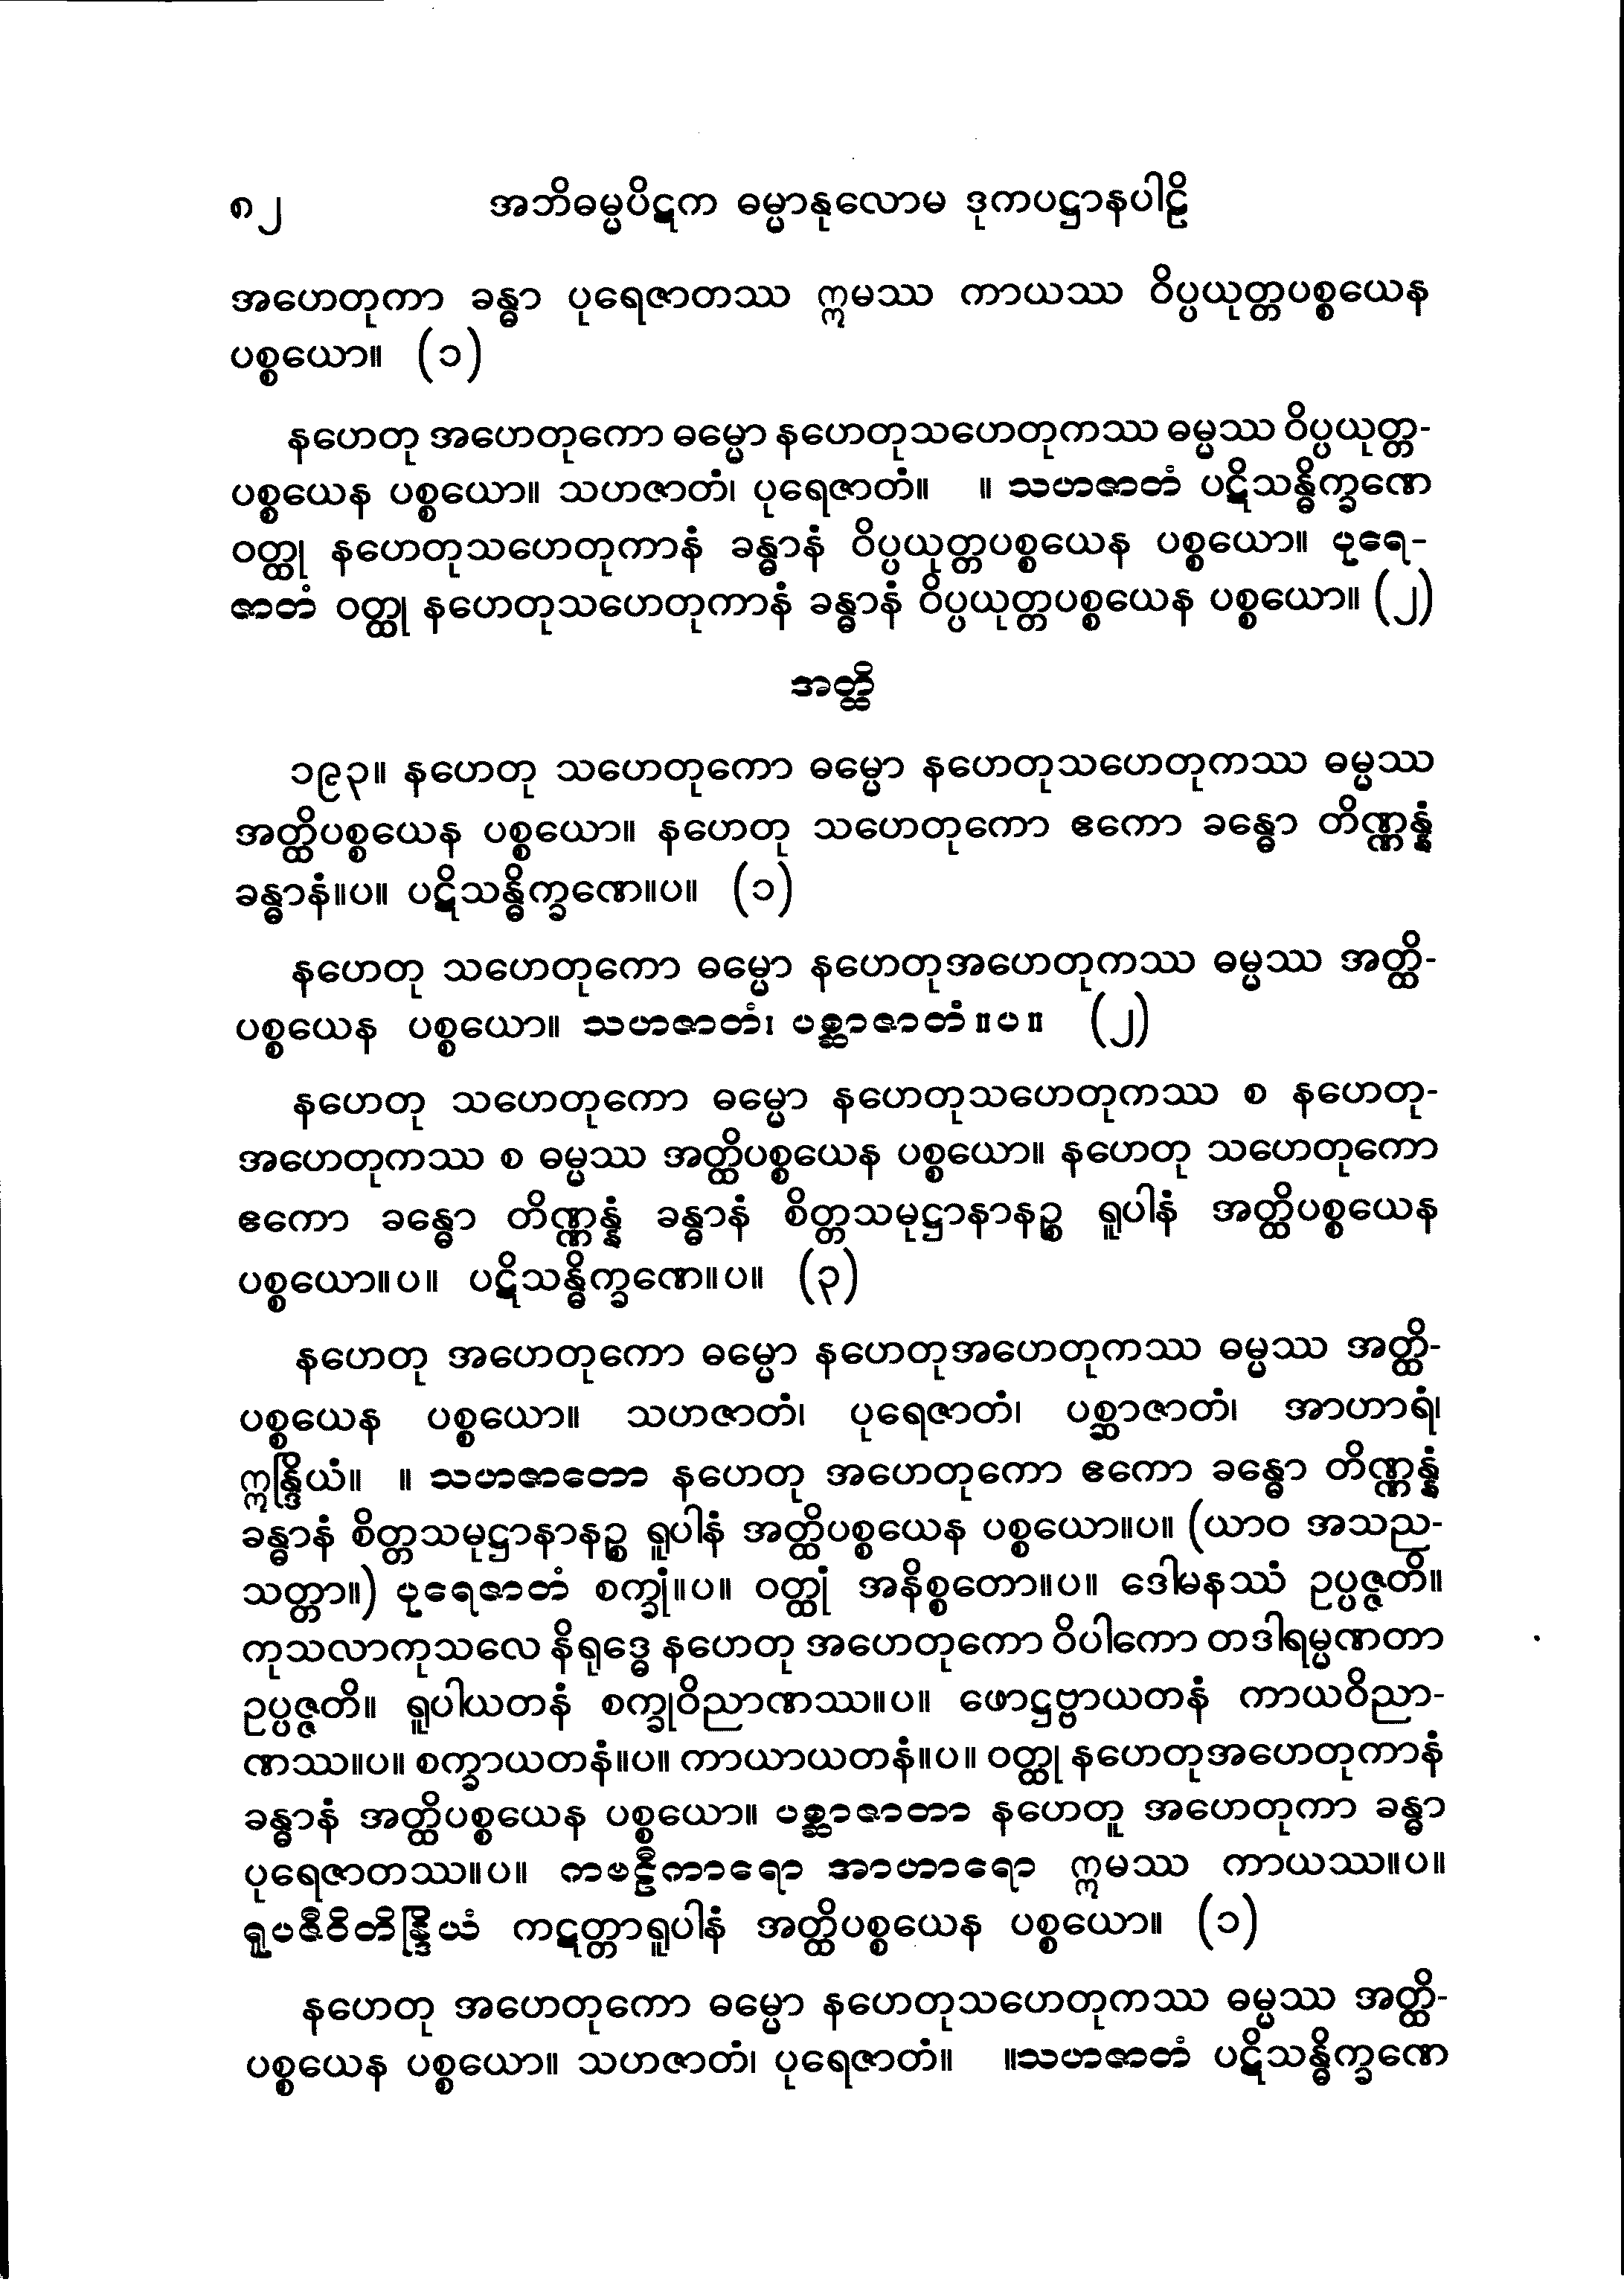 ၈၂ အဘိဓမ္မပိဋက ဓမ္မာနုလောမ ဒုကပဋ္ဌာနပါဠိ
အဟေတုကာ ခန္ဓာ ပုရေဇာတဿ ဣမဿ ကာယဿ ဝိပ္ပယုတ္တပစ္စယေန
ပစ္စယော။ (၁)
နဟေတု အဟေတုကော ဓမ္မော နဟေတုသဟေတုကဿ ဓမ္မဿ ဝိပ္ပယုတ္တ-
ပစ္စယေန ပစ္စယော။ သဟဇာတံ၊ ပုရေဇာတံ။ ။ သဟဇာတံ ပဋိသန္ဓိက္ခဏေ
ဝတ္ထု နဟေတုသဟေတုကာနံ ခန္ဓာနံ ဝိပ္ပယုတ္တပစ္စယေန ပစ္စယော။ ပုရေ-
ဇာတံ ဝတ္ထု နဟေတုသဟေတုကာနံ ခန္ဓာနံ ဝိပ္ပယုတ္တပစ္စယေန ပစ္စယော။ (၂)
အတ္ထိ
၁၉၃။ နဟေတု သဟေတုကော ဓမ္မော နဟေတုသဟေတုကဿ ဓမ္မဿ
အတ္ထိပစ္စယေန ပစ္စယော။ နဟေတု သဟေတုကော ဧကော ခန္ဓော တိဏ္ဏန္နံ
ခန္ဓာနံ။ပ။ ပဋိသန္ဓိက္ခဏေ။ပ။ (၁)
နဟေတု သဟေတုကော ဓမ္မော နဟေတုအဟေတုကဿ ဓမ္မဿ အတ္ထိ-
ပစ္စယေန ပစ္စယော။ သဟဇာတံ၊ ပစ္ဆာဇာတံ။ပ။ (၂)
နဟေတု သဟေတုကော ဓမ္မော နဟေတုသဟေတုကဿ စ နဟေတု-
အဟေတုကဿ စ ဓမ္မဿ အတ္ထိပစ္စယေန ပစ္စယော။ နဟေတု သဟေတုကော
ဧကော ခန္ဓော တိဏ္ဏန္နံ ခန္ဓာနံ စိတ္တသမုဋ္ဌာနာနဉ္စ ရူပါနံ အတ္ထိပစ္စယေန
ပစ္စယော။ပ။ ပဋိသန္ဓိက္ခဏေ။ပ။ (၃)
နဟေတု အဟေတုကော ဓမ္မော နဟေတုအဟေတုကဿ ဓမ္မဿ အတ္ထိ-
ပစ္စယေန ပစ္စယော။ သဟဇာတံ၊ ပုရေဇာတံ၊ ပစ္ဆာဇာတံ၊ အာဟာရံ၊
ဣန္ဒြိယံ။ ။ သဟဇာတော နဟေတု အဟေတုကော ဧကော ခန္ဓော တိဏ္ဏန္နံ
ခန္ဓာနံ စိတ္တသမုဋ္ဌာနာနဉ္စ ရူပါနံ အတ္ထိပစ္စယေန ပစ္စယော။ပ။ (ယာဝ အသည-
သတ္တာ။) ပုရေဇာတံ စက္ခုံ။ပ။ ဝတ္ထုံ အနိစ္စတော။ပ။ ဒေါမနဿံ ဥပ္ပဇ္ဇတိ။
ကုသလာကုသလေ နိရုဒ္ဓေ နဟေတု အဟေတုကော ဝိပါကော တဒါရမ္မဏတာ
ဥပ္ပဇ္ဇတိ။ ရူပါယတနံ စက္ခုဝိညာဏဿ။ပ။ ဖောဋ္ဌဗ္ဗာယတနံ ကာယဝိညာ-
ဏဿ။ပ။ စက္ခာယတနံ။ပ။ ကာယာယတနံ။ပ။ ဝတ္ထု နဟေတုအဟေတုကာနံ
ခန္ဓာနံ အတ္ထိပစ္စယေန ပစ္စယော။ ပစ္ဆာဇာတာ နဟေတူ အဟေတုကာ ခန္ဓာ
ပုရေဇာတဿ။ပ။ ကဗဠီကာရော အာဟာရော ဣမဿ ကာယဿ။ပ။
ရူပဇီဝိတိန္ဒြိယံ ကဋတ္တာရူပါနံ အတ္ထိပစ္စယေန ပစ္စယော။ (၁)
နဟေတု အဟေတုကော ဓမ္မော နဟေတုသဟေတုကဿ ဓမ္မဿ အတ္ထိ-
ပစ္စယေန ပစ္စယော။ သဟဇာတံ၊ ပုရေဇာတံ။ ။သဟဇာတံ ပဋိသန္ဓိက္ခဏေ